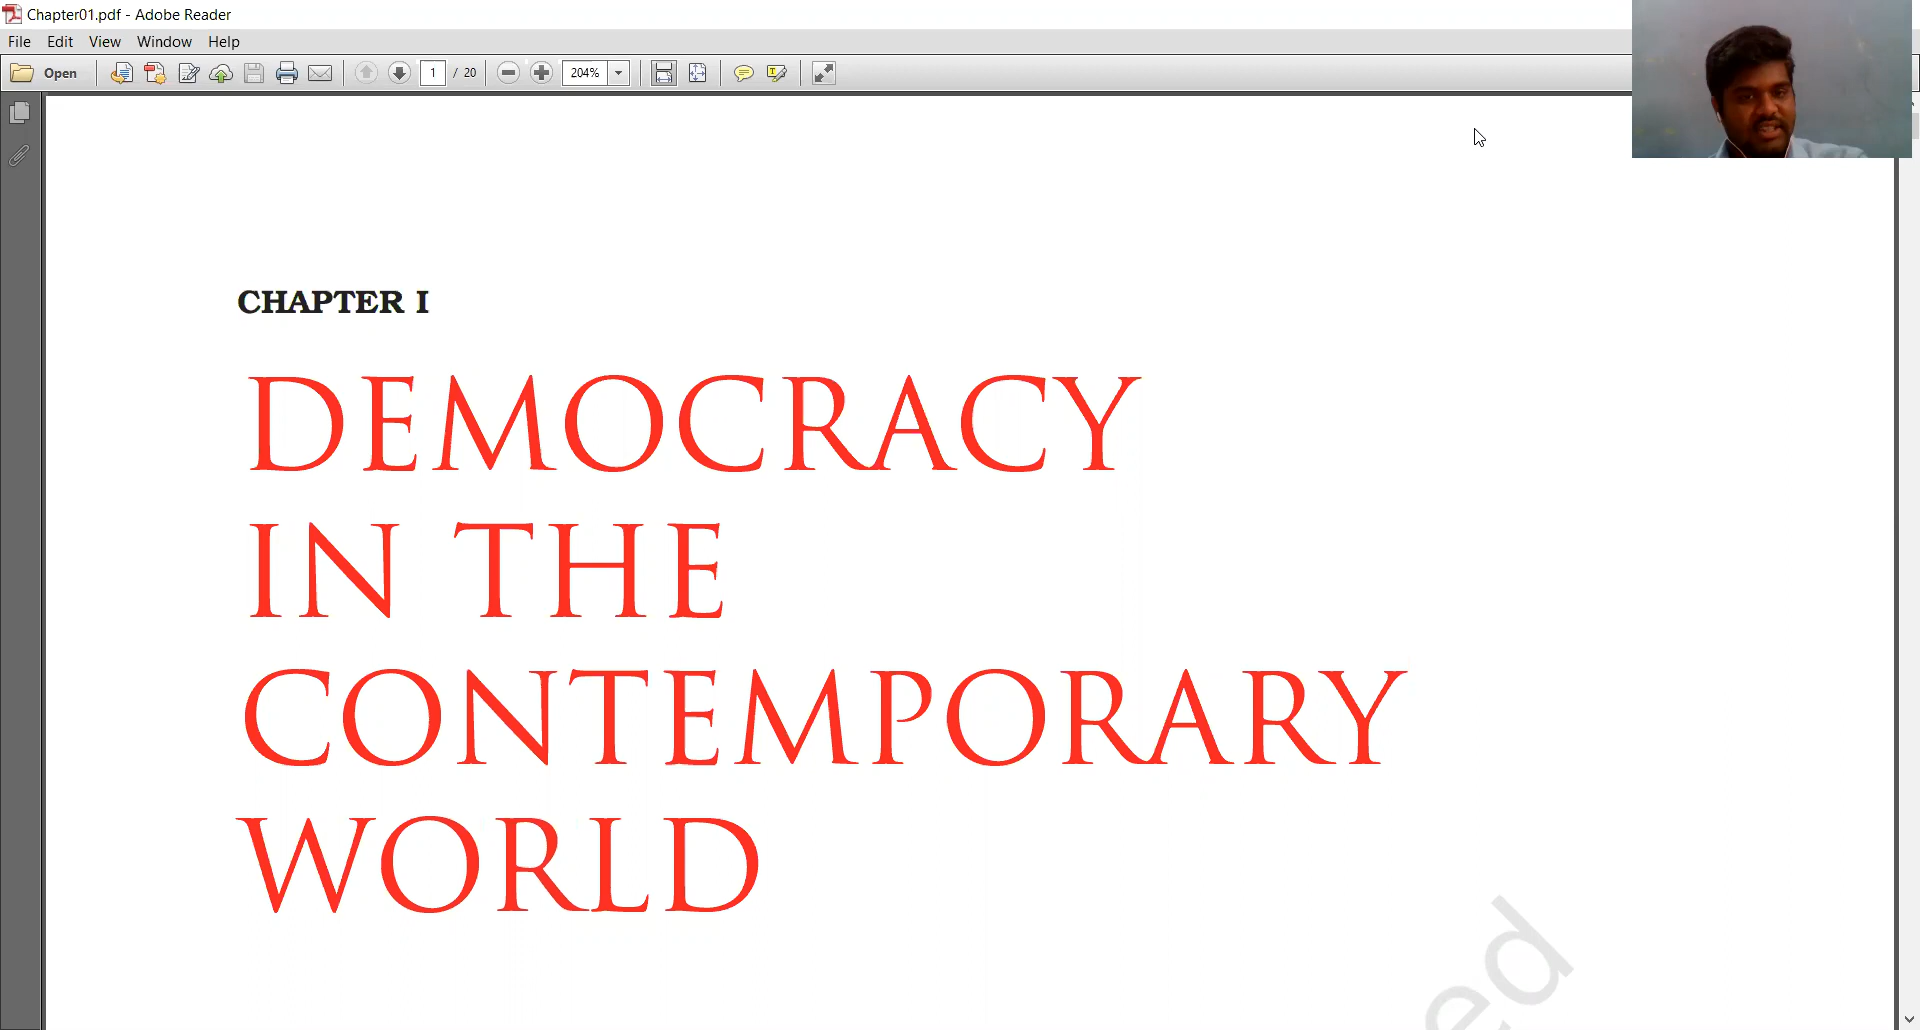 Chapter01.pdf - Adobe Reader
File Edit View Window Help
Open 1 / 20 204%
CHAPTER I
DEMOCRACY
IN THE
CONTEMPORARY
WORLD
ed